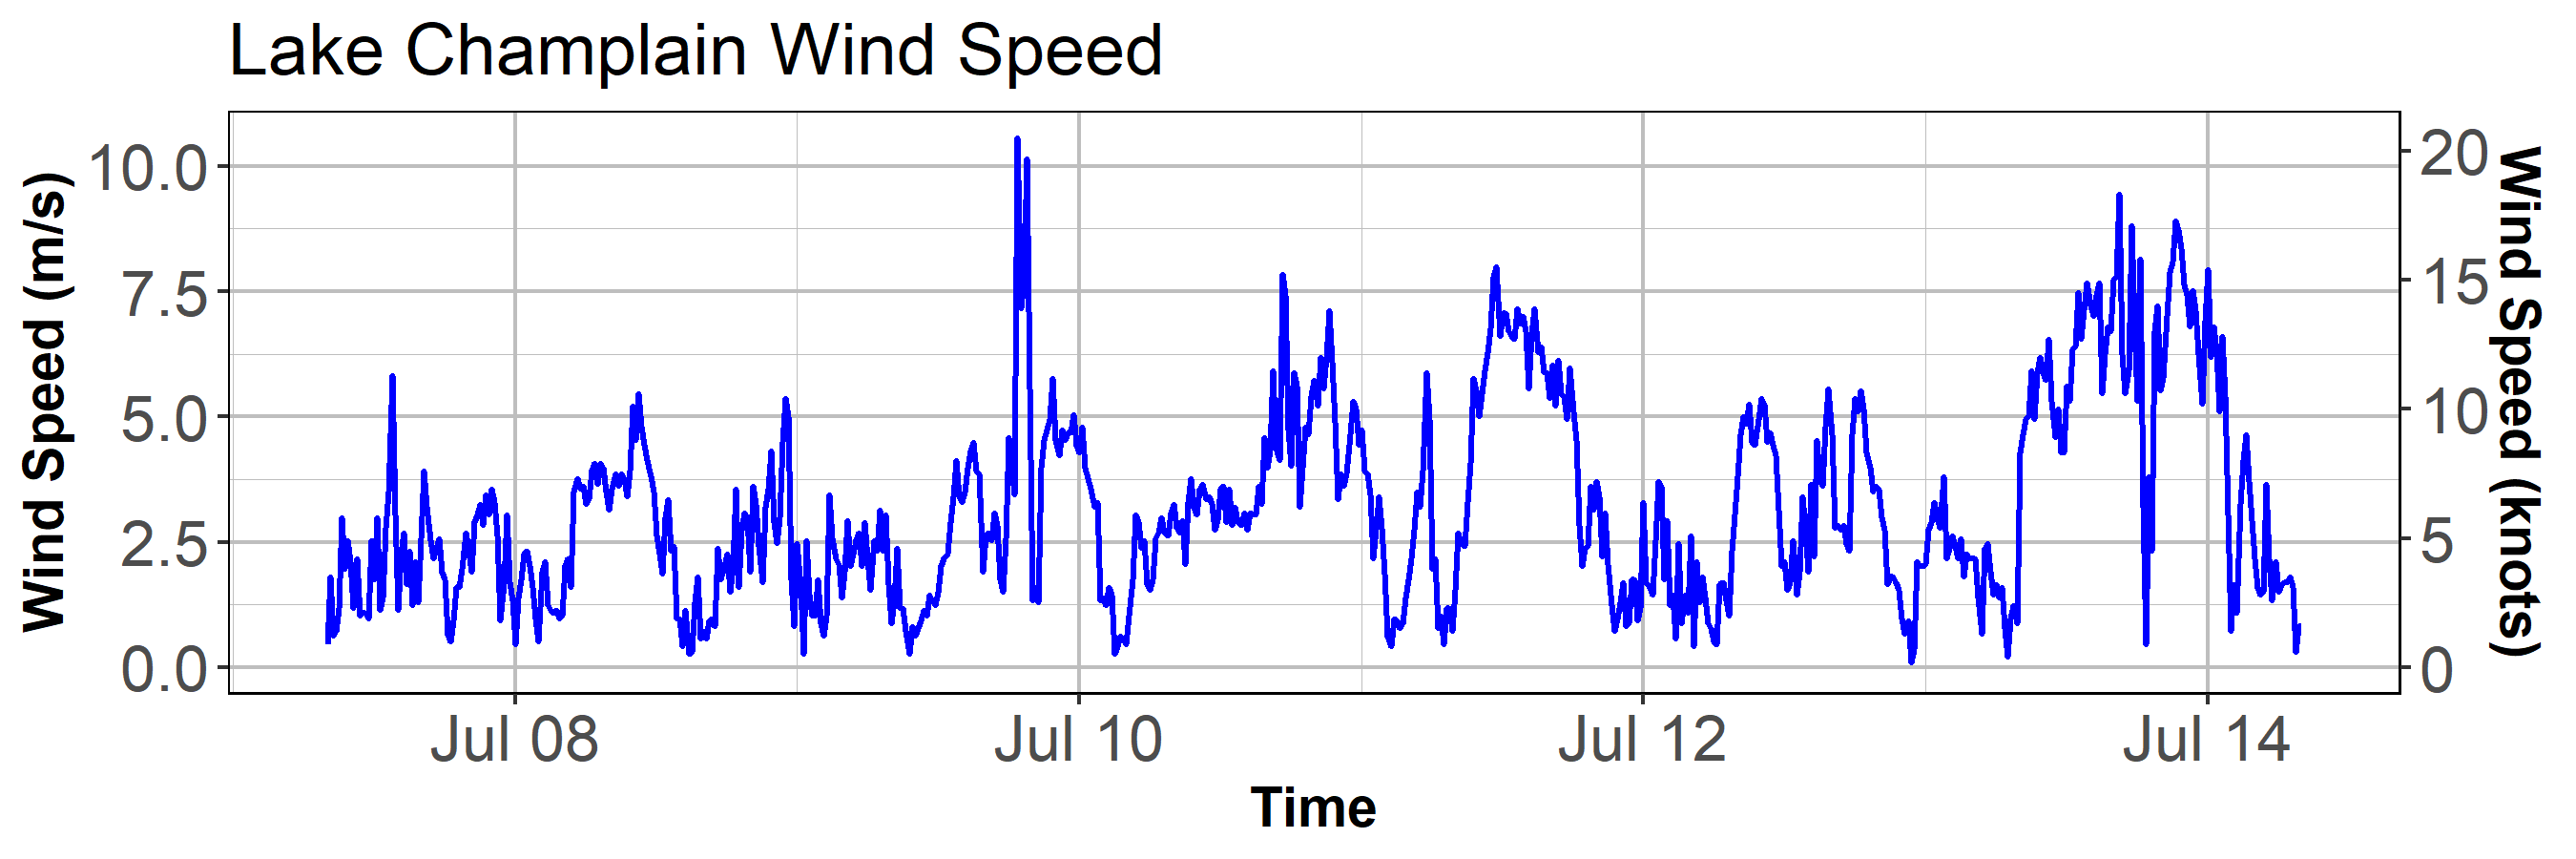 Lake Champlain Wind Speed
Wind Speed (m/s)
10.0
7.5
5.0
2.5
0.0
20
15
10
5
0
Wind Speed (knots)
Jul 08 Jul 10 Jul 12 Jul 14
Time